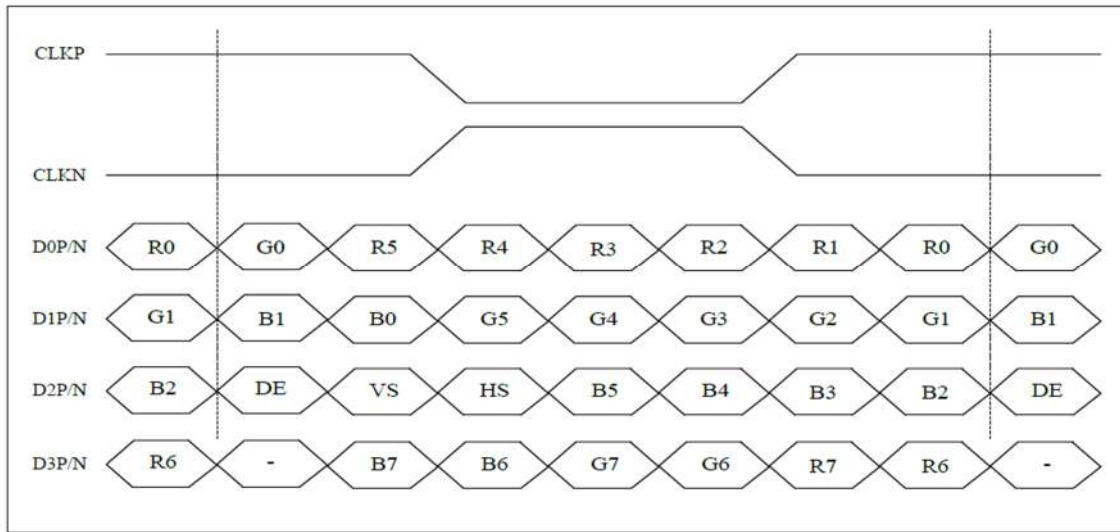 CLKP
CLKN
D0P/N R0 G0 R5 R4 R3 R2 R1 R0 G0
D1P/N G1 B1 B0 G5 G4 G3 G2 G1 B1
D2P/N B2 DE VS HS B5 B4 B3 B2 DE
D3P/N R6 - B7 B6 G7 G6 R7 R6 -